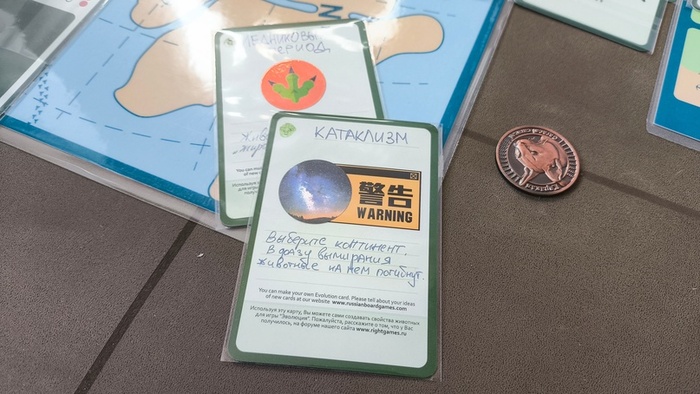 ЛЕДНИКОВЫЙ
ПЕРИОД
КАТАКЛИЗМ
警告
WARNING
Выберите континент.
В фазу вымирания
животные на нём погибнут.
You can make your own Evolution card. Please tell about your ideas
of new cards at our website www.russianboardgames.com
Используя эту карту, Вы можете сами создавать свойства животных
для игры "Эволюция". Пожалуйста, расскажите о том, что у Вас
получилось, на форуме нашего сайта www.rightgames.ru